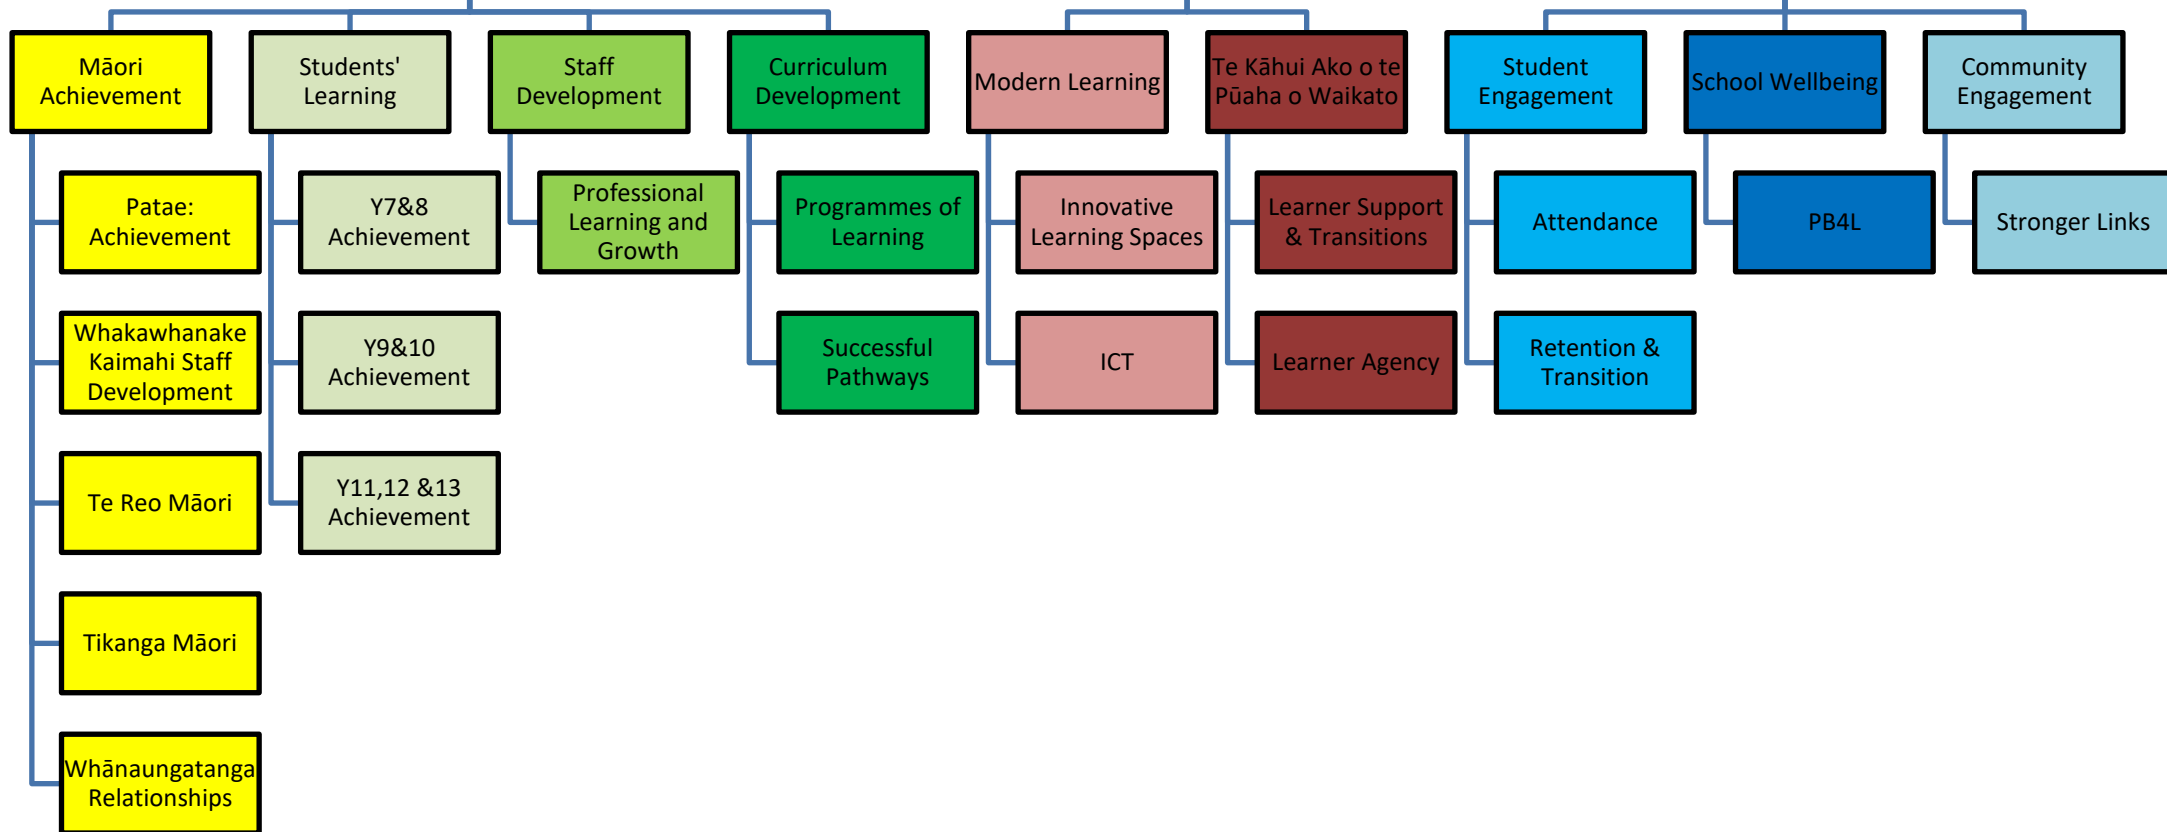 Māori
Achievement
Students'
Learning
Staff
Development
Curriculum
Development
Modern Learning
Te Kāhui Ako o te
Pūaha o Waikato
Student
Engagement
School Wellbeing
Community
Engagement
Patae:
Achievement
Y7&8
Achievement
Professional
Learning and
Growth
Programmes of
Learning
Innovative
Learning Spaces
Learner Support
& Transitions
Attendance
PB4L
Stronger Links
Whakawhanake
Kaimahi Staff
Development
Y9&10
Achievement
Successful
Pathways
ICT
Learner Agency
Retention &
Transition
Te Reo Māori
Y11,12 &13
Achievement
Tikanga Māori
Whānaungatanga
Relationships